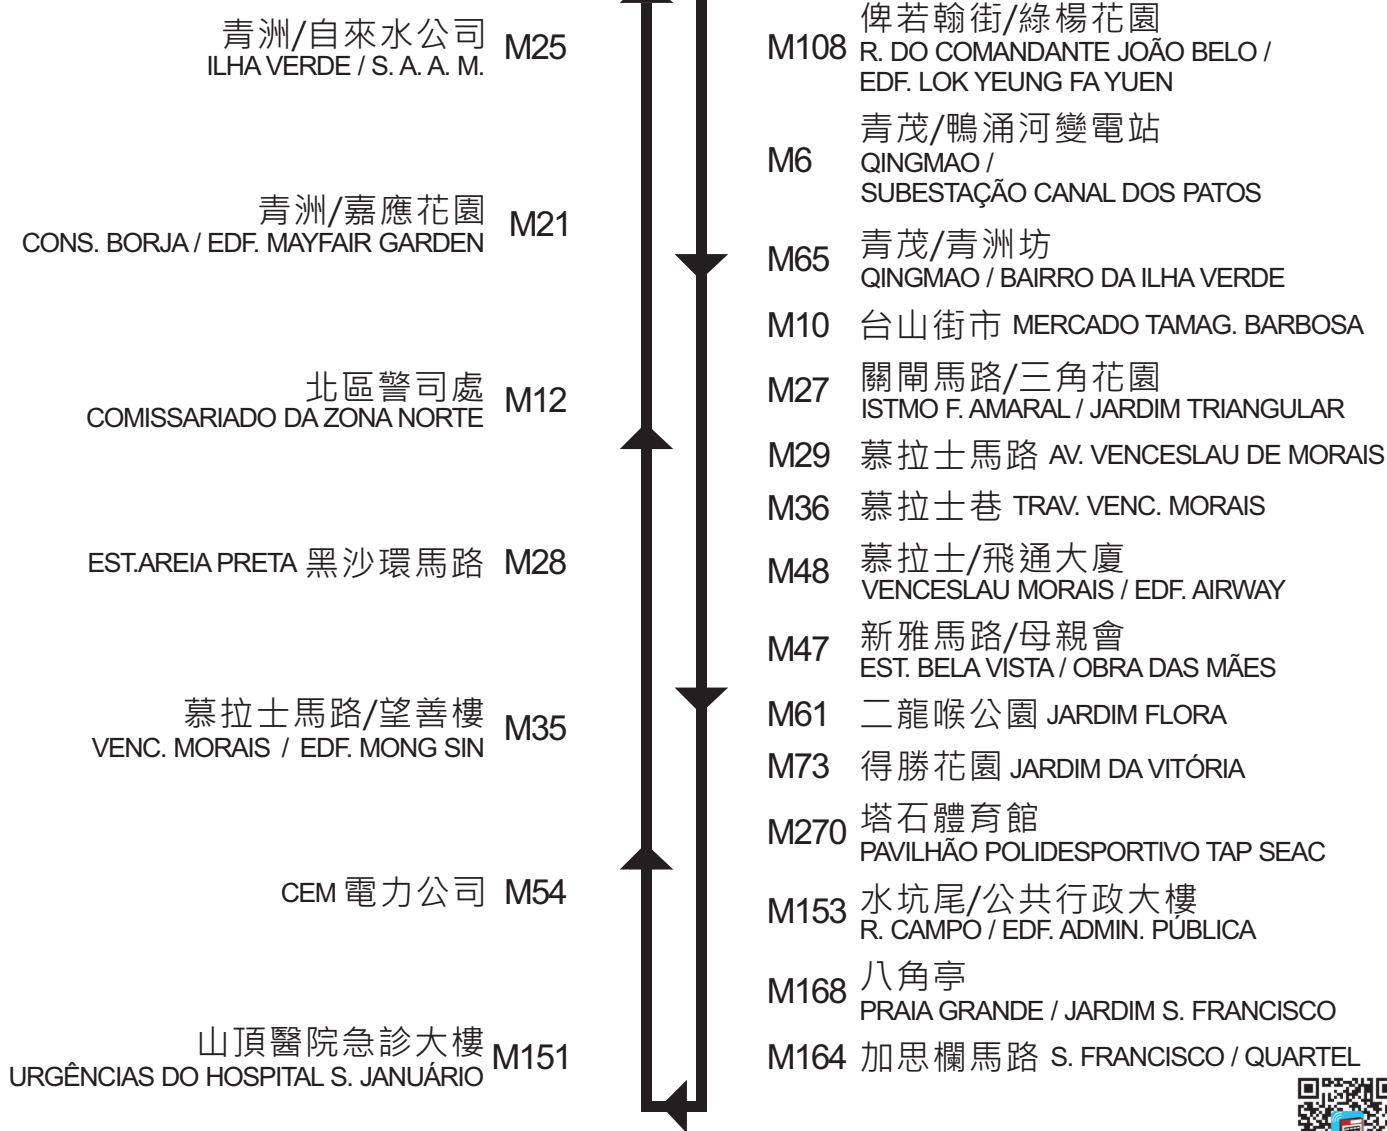 青洲/自來水公司 M25
ILHA VERDE / S. A. A. M.
青洲/嘉應花園 M21
CONS. BORJA / EDF. MAYFAIR GARDEN
北區警司處 M12
COMISSARIADO DA ZONA NORTE
EST.AREIA PRETA 黑沙環馬路 M28
慕拉士馬路/望善樓 M35
VENC. MORAIS / EDF. MONG SIN
CEM 電力公司 M54
山頂醫院急診大樓 M151
URGÊNCIAS DO HOSPITAL S. JANUÁRIO
俾若翰街/綠楊花園
M108 R. DO COMANDANTE JOÃO BELO /
EDF. LOK YEUNG FA YUEN
青茂/鴨涌河變電站
M6 QINGMAO /
SUBESTAÇÃO CANAL DOS PATOS
M65 青茂/青洲坊
QINGMAO / BAIRRO DA ILHA VERDE
M10 台山街市 MERCADO TAMAG. BARBOSA
M27 關閘馬路/三角花園
ISTMO F. AMARAL / JARDIM TRIANGULAR
M29 慕拉士馬路 AV. VENCESLAU DE MORAIS
M36 慕拉士巷 TRAV. VENC. MORAIS
M48 慕拉士/飛通大廈
VENCESLAU MORAIS / EDF. AIRWAY
M47 新雅馬路/母親會
EST. BELA VISTA / OBRA DAS MÃES
M61 二龍喉公園 JARDIM FLORA
M73 得勝花園 JARDIM DA VITÓRIA
M270 塔石體育館
PAVILHÃO POLIDESPORTIVO TAP SEAC
M153 水坑尾/公共行政大樓
R. CAMPO / EDF. ADMIN. PÚBLICA
M168 八角亭
PRAIA GRANDE / JARDIM S. FRANCISCO
M164 加思欄馬路 S. FRANCISCO / QUARTEL